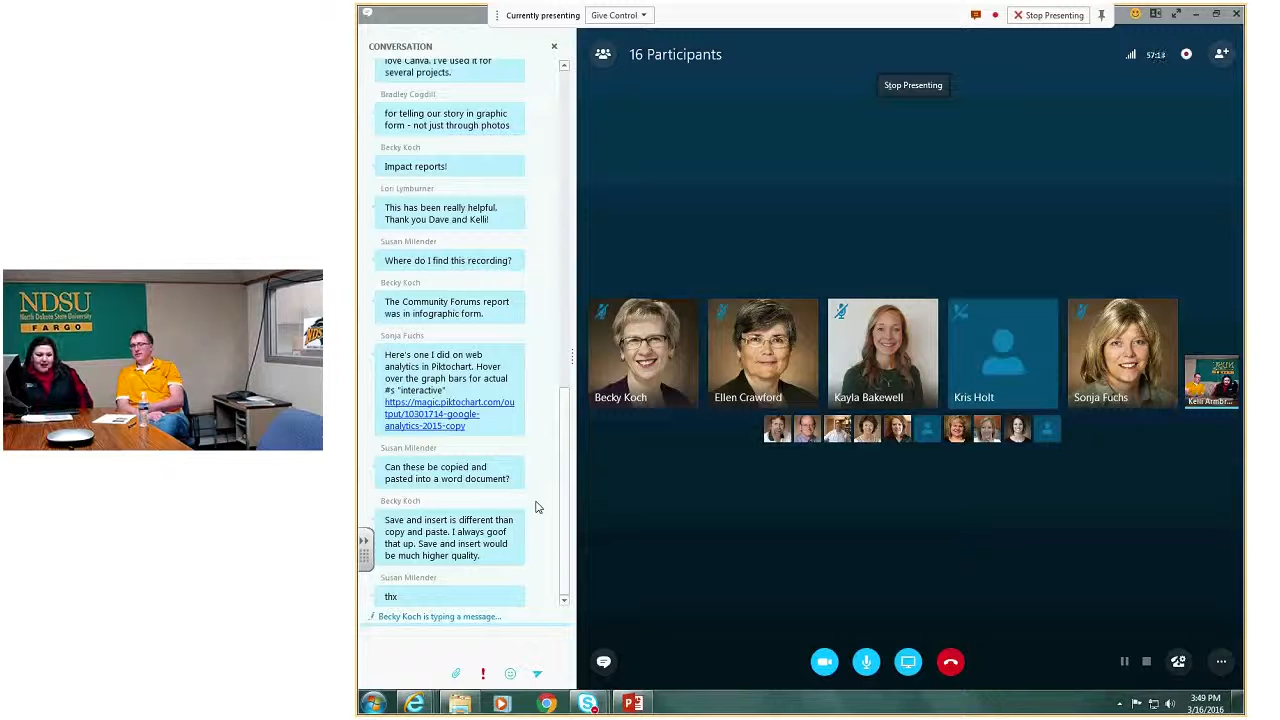 Currently presenting
Give Control
Stop Presenting
CONVERSATION
16 Participants
57:13
Stop Presenting
love Canva. I've used it for
several projects.
Bradley Cogdill
for telling our story in graphic
form - not just through photos
Becky Koch
Impact reports!
Lori Lymburner
This has been really helpful.
Thank you Dave and Kelli!
Susan Milender
Where do I find this recording?
Becky Koch
The Community Forums report
was in infographic form.
Sonja Fuchs
Here's one I did on web
analytics in Piktochart. Hover
over the graph bars for actual
#s "interactive"
https://magic.piktochart.com/ou
tput/10301714-google-
analytics-2015-copy
Susan Milender
Can these be copied and
pasted into a word document?
Becky Koch
Save and insert is different than
copy and paste. I always goof
that up. Save and insert would
be much higher quality.
Susan Milender
thx
Becky Koch is typing a message...
NDSU
North Dakota State University
FARGO
Becky Koch
Ellen Crawford
Kayla Bakewell
Kris Holt
Sonja Fuchs
Kelli Armbr...
3:49 PM
3/16/2016